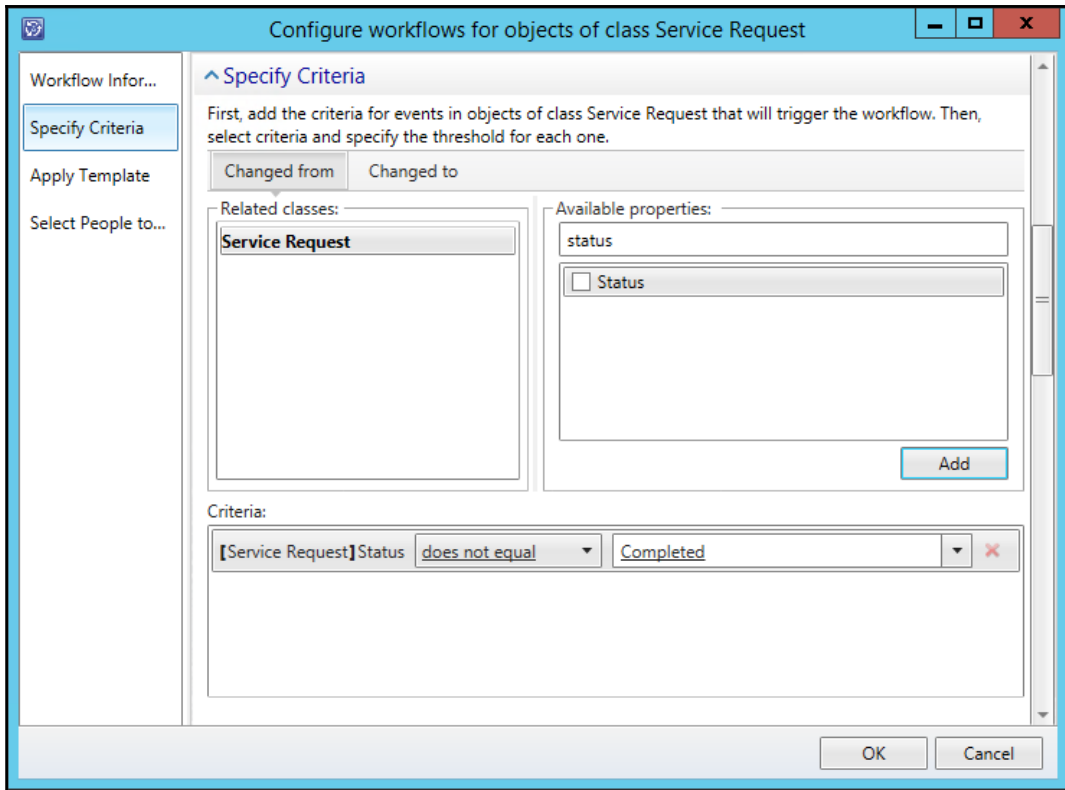 Configure workflows for objects of class Service Request
Workflow Infor...
Specify Criteria
Apply Template
Select People to...
Specify Criteria
First, add the criteria for events in objects of class Service Request that will trigger the workflow. Then,
select criteria and specify the threshold for each one.
Changed from Changed to
Related classes:
Service Request
Available properties:
status
Status
Add
Criteria:
[Service Request]Status does not equal Completed
OK Cancel